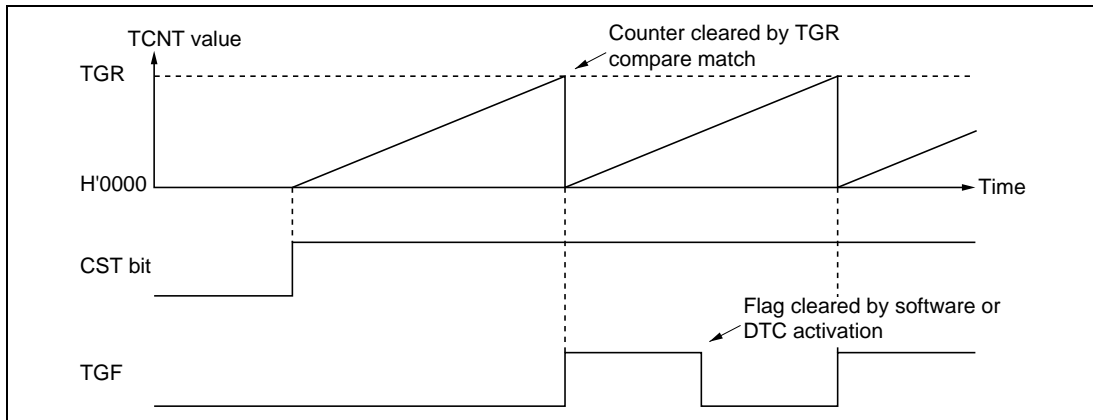 TCNT value
Counter cleared by TGR
compare match
TGR
H'0000
Time
CST bit
Flag cleared by software or
DTC activation
TGF